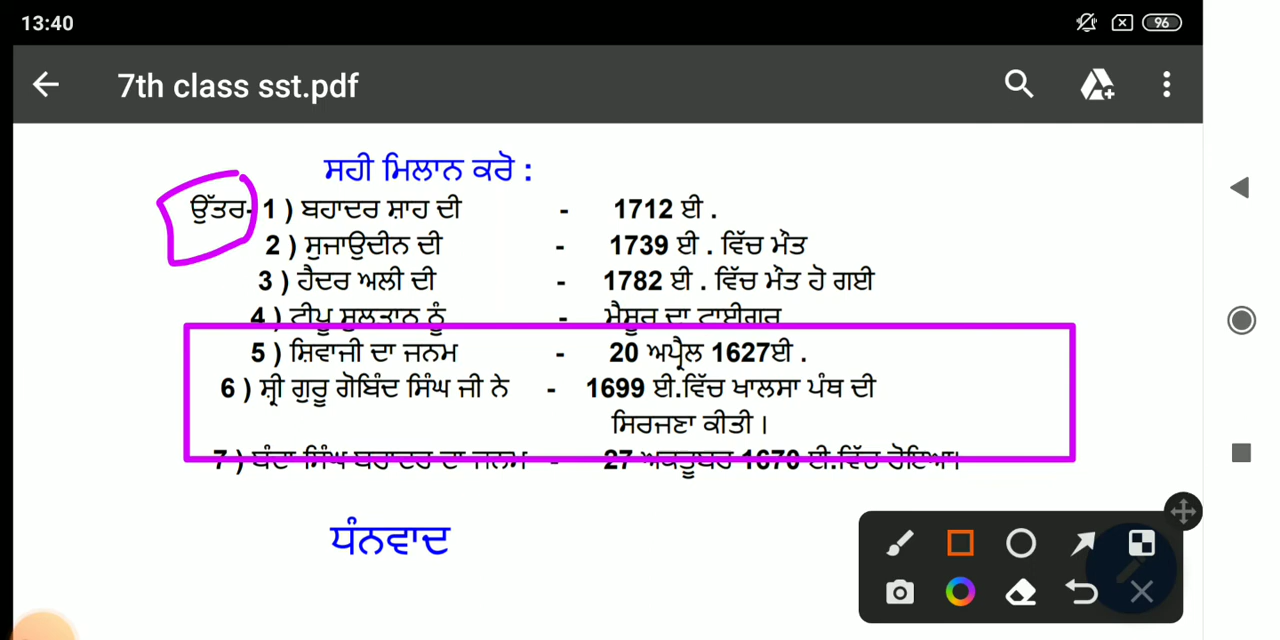 13:40
96
7th class sst.pdf
ਸਹੀ ਮਿਲਾਨ ਕਰੋ :
ਉੱਤਰ- 1 ) ਬਹਾਦਰ ਸ਼ਾਹ ਦੀ - 1712 ਈ .
2 ) ਸੁਜਾਉਦੀਨ ਦੀ - 1739 ਈ . ਵਿੱਚ ਮੌਤ
3 ) ਹੈਦਰ ਅਲੀ ਦੀ - 1782 ਈ . ਵਿੱਚ ਮੌਤ ਹੋ ਗਈ
4 ) ਟੀਪੂ ਸੁਲਤਾਨ ਨੂੰ - ਮੈਸੂਰ ਦਾ ਟਾਈਗਰ
5 ) ਸ਼ਿਵਾਜੀ ਦਾ ਜਨਮ - 20 ਅਪ੍ਰੈਲ 1627ਈ .
6 ) ਸ਼੍ਰੀ ਗੁਰੂ ਗੋਬਿੰਦ ਸਿੰਘ ਜੀ ਨੇ - 1699 ਈ.ਵਿੱਚ ਖਾਲਸਾ ਪੰਥ ਦੀ
ਸਿਰਜਣਾ ਕੀਤੀ ।
7 ) ਬੰਦਾ ਸਿੰਘ ਬਹਾਦਰ ਦਾ ਜਨਮ - 27 ਅਕਤੂਬਰ 1670 ਈ.ਵਿੱਚ ਹੋਇਆ।
ਧੰਨਵਾਦ